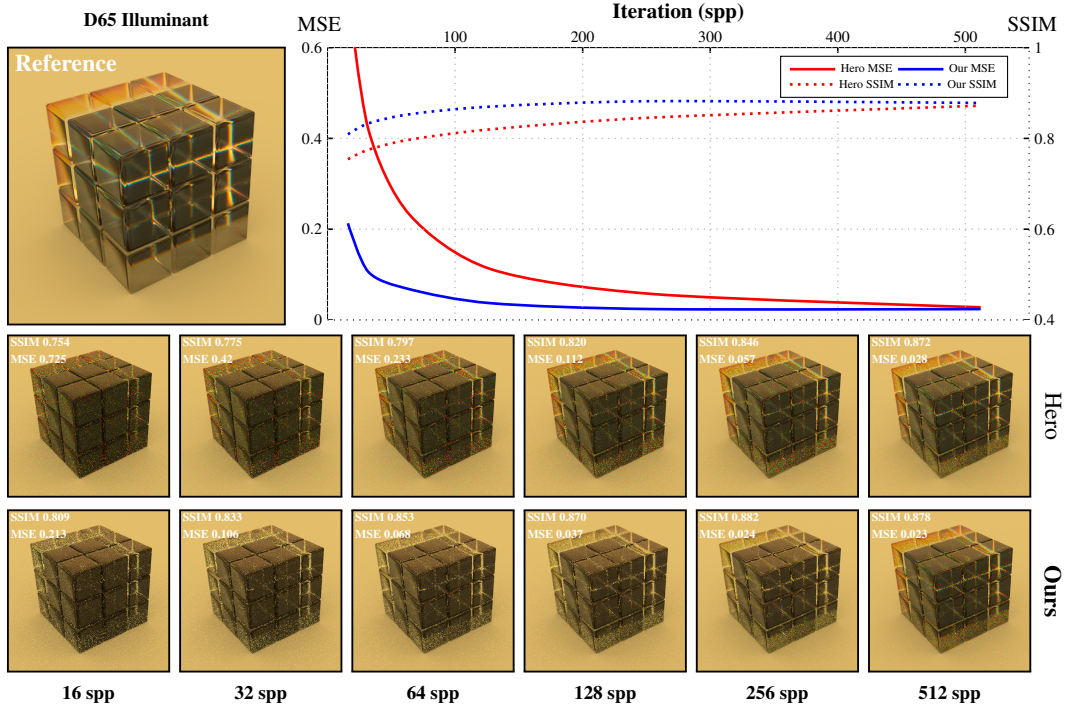 D65 Illuminant
Reference
MSE
Iteration (spp)
SSIM
100
200
300
400
500
0.6
0.4
0.2
0
1
0.8
0.6
0.4
Hero MSE
Our MSE
Hero SSIM
Our SSIM
SSIM 0.754
MSE 0.725
SSIM 0.775
MSE 0.42
SSIM 0.797
MSE 0.233
SSIM 0.820
MSE 0.112
SSIM 0.846
MSE 0.057
SSIM 0.872
MSE 0.028
Hero
SSIM 0.809
MSE 0.213
SSIM 0.833
MSE 0.106
SSIM 0.853
MSE 0.068
SSIM 0.870
MSE 0.037
SSIM 0.882
MSE 0.024
SSIM 0.878
MSE 0.023
Ours
16 spp
32 spp
64 spp
128 spp
256 spp
512 spp